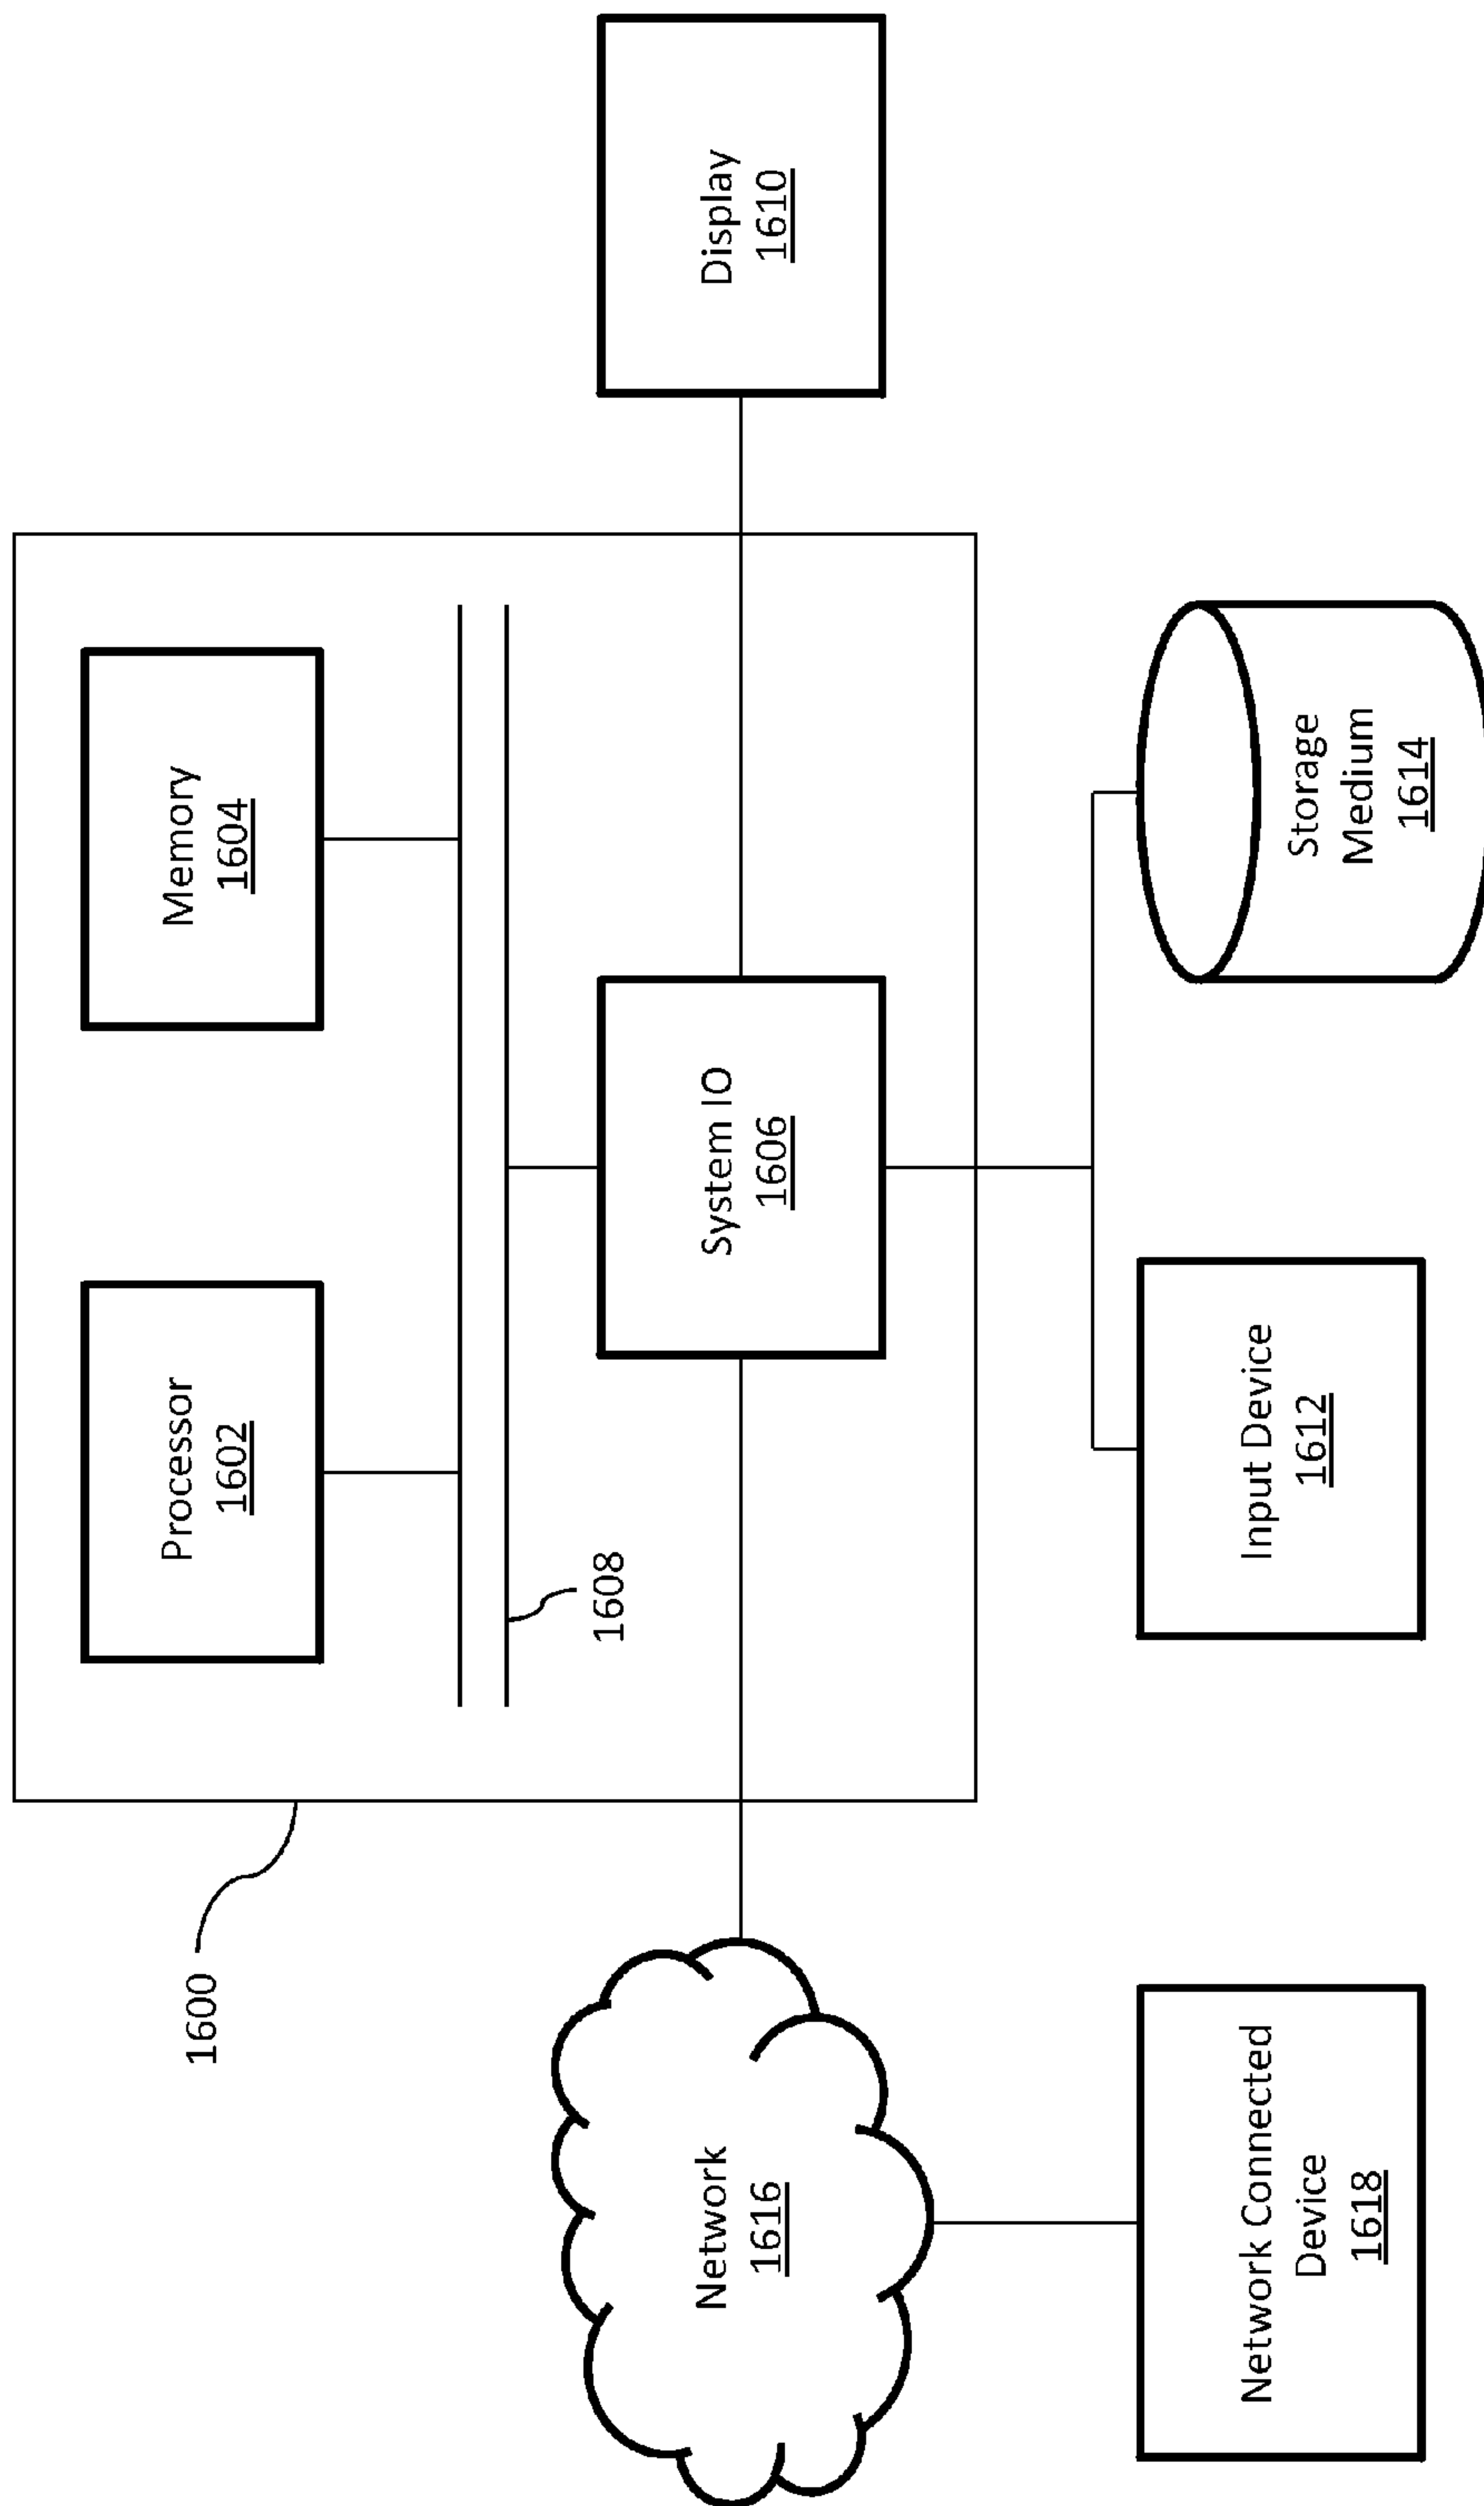 1600
Processor
1602
Memory
1604
1608
Network
1616
System IO
1606
Display
1610
Network Connected
Device
1618
Input Device
1612
Storage
Medium
1614